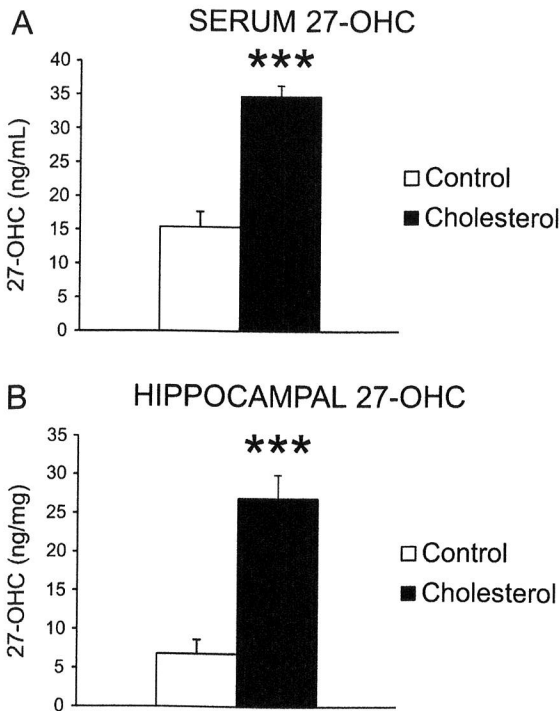 A SERUM 27-OHC
***
40
35
30
25
20
15
10
5
0
27-OHC (ng/mL)
Control
Cholesterol
B HIPPOCAMPAL 27-OHC
***
35
30
25
20
15
10
5
0
27-OHC (ng/mg)
Control
Cholesterol